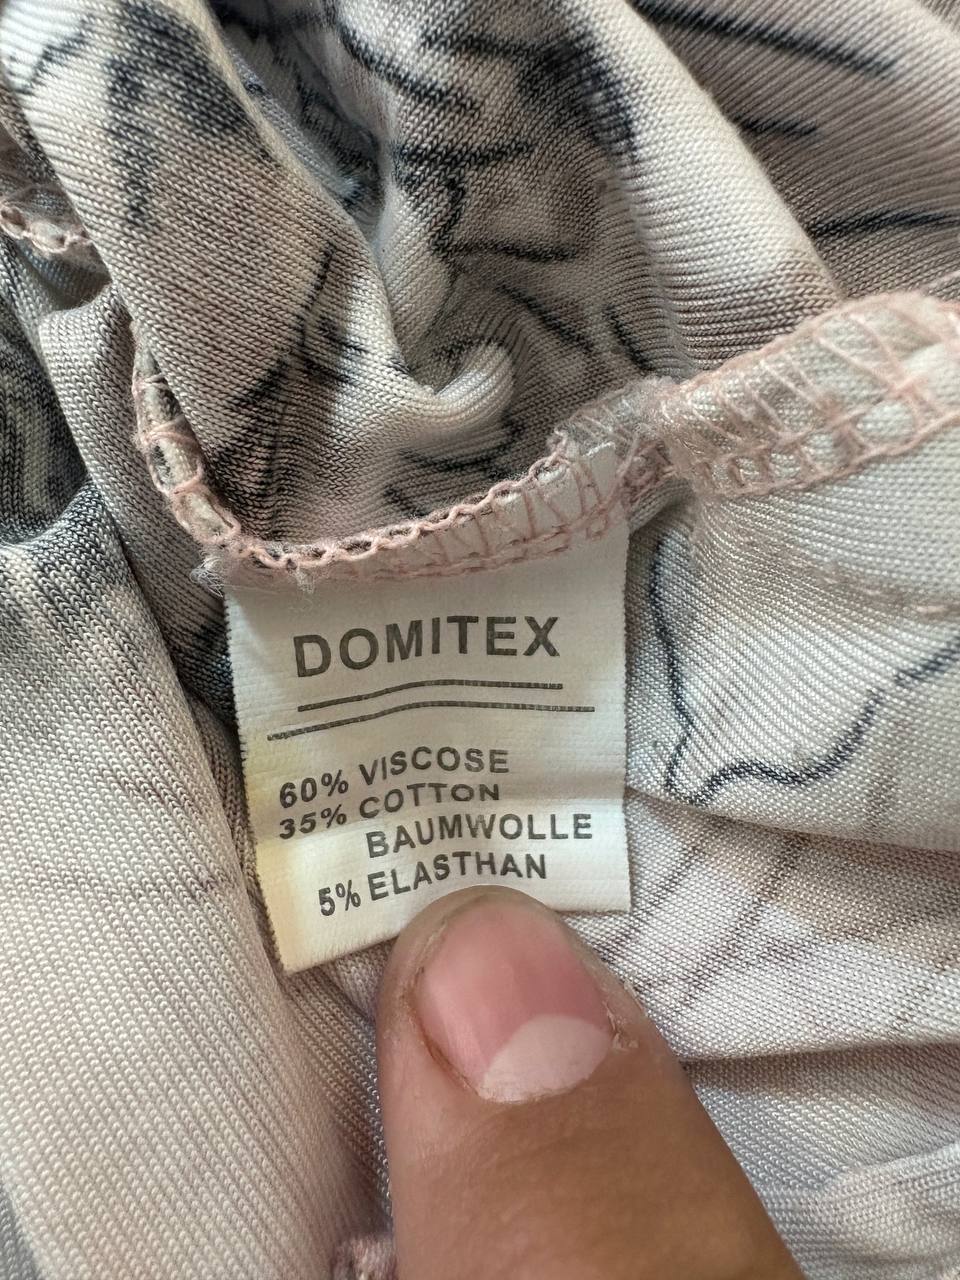 DOMITEX
60% VISCOSE
35% COTTON
BAUMWOLLE
5% ELASTHAN